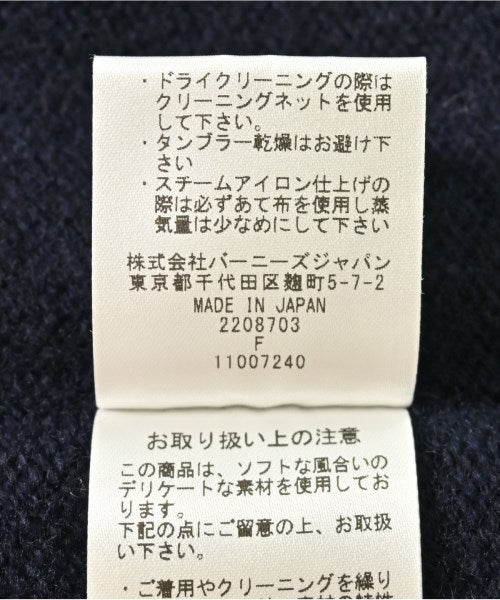 ・ドライクリーニングの際は
クリーニングネットを使用
して下さい。
・タンブラー乾燥はお避け下
さい
・スチームアイロン仕上げの
際は必ずあて布を使用し蒸
気量は少なめにして下さい
株式会社バーニーズジャパン
東京都千代田区麹町5-7-2
MADE IN JAPAN
2208703
F
11007240
お取り扱い上の注意
この商品は、ソフトな風合いの
デリケートな素材を使用してお
ります。
下記の点にご留意の上、お取扱
い下さい。
・ご着用やクリーニングを繰り